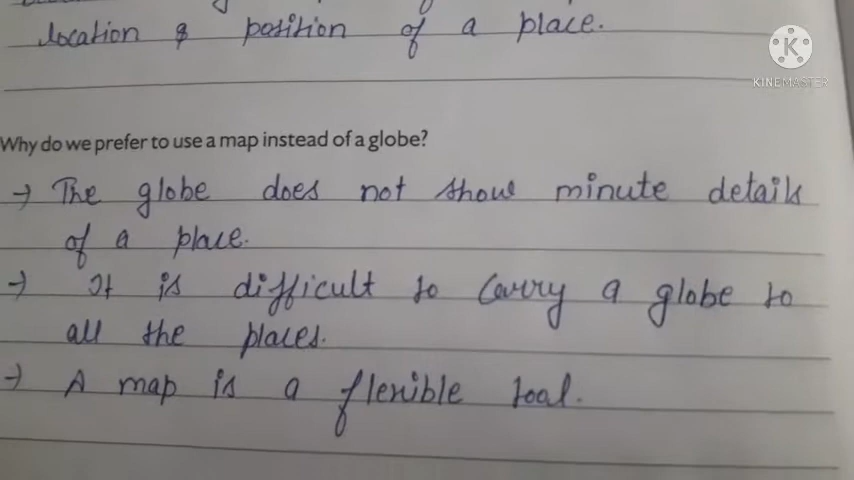 location & position of a place.
K
KINEMASTER
Why do we prefer to use a map instead of a globe?
→ The globe does not show minute details
of a place.
→ It is difficult to carry a globe to
all the places.
→ A map is a flexible tool.